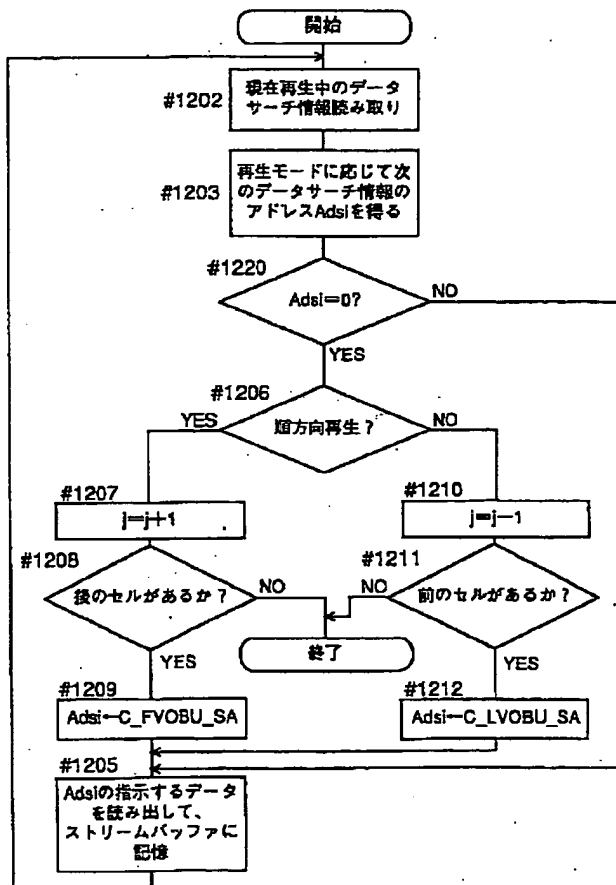 開始
#1202
現在再生中のデータ
サーチ情報読み取り
#1203
再生モードに応じて次
のデータサーチ情報の
アドレスAdsiを得る
#1220
Adsi=0?
NO
YES
#1206
順方向再生？
YES
NO
#1207
j=j+1
#1210
j=j-1
#1208
後のセルがあるか？
NO
YES
#1211
前のセルがあるか？
NO
YES
終了
#1209
Adsi←C_FVOBU_SA
#1212
Adsi←C_LVOBU_SA
#1205
Adsiの指示するデータ
を読み出して、
ストリームバッファに
記憶